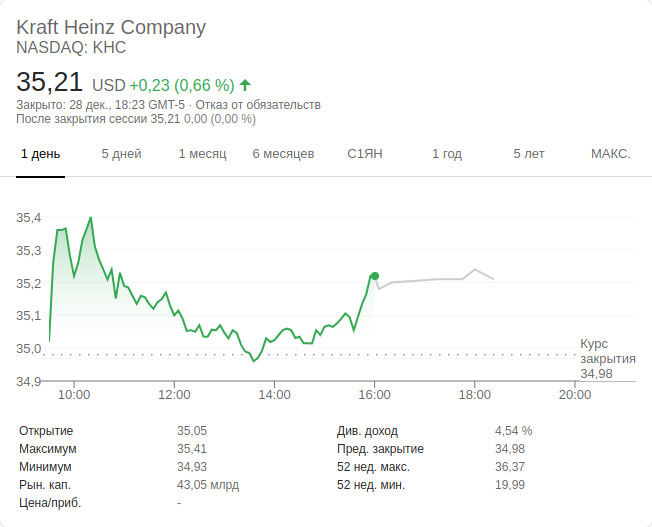 Kraft Heinz Company
NASDAQ: KHC
35,21 USD +0,23 (0,66 %)
Закрыто: 28 дек., 18:23 GMT-5 · Отказ от обязательств
После закрытия сессии 35,21 0,00 (0,00 %)
1 день 5 дней 1 месяц 6 месяцев С1ЯН 1 год 5 лет МАКС.
35,4
35,3
35,2
35,1
35,0
34,9
Курс
закрытия
34,98
10:00 12:00 14:00 16:00 18:00 20:00
Открытие 35,05 Див. доход 4,54 %
Максимум 35,41 Пред. закрытие 34,98
Минимум 34,93 52 нед. макс. 36,37
Рын. кап. 43,05 млрд 52 нед. мин. 19,99
Цена/приб. -